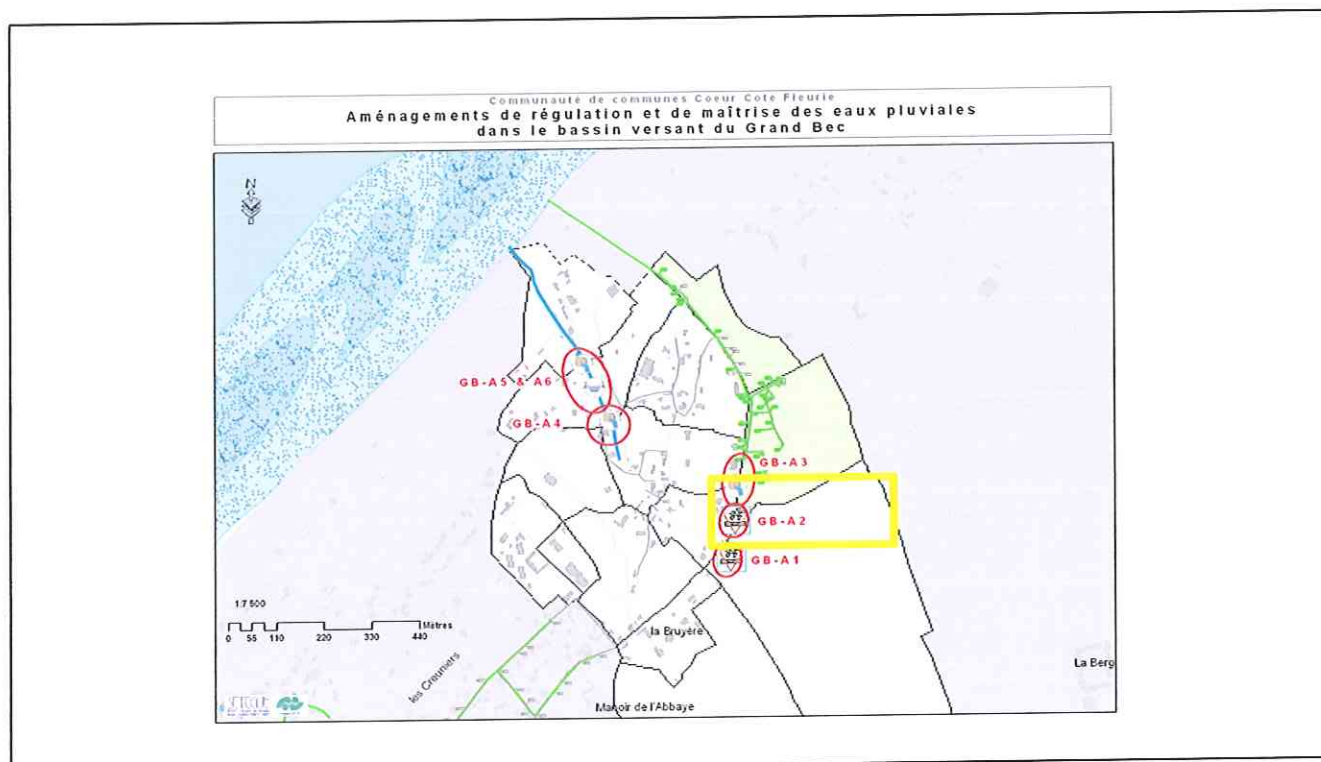 Communauté de communes Coeur Coté Fleurie
Aménagements de régulation et de maîtrise des eaux pluviales
dans le bassin versant du Grand Bec
N
GB-A5 & A6
GB-A4
GB-A3
GB-A2
GB-A1
1:7 500
Mètres
0 55 110 220 330 440
la Bruyère
les Creuniers
La Berg
Manoir de l'Abbaye